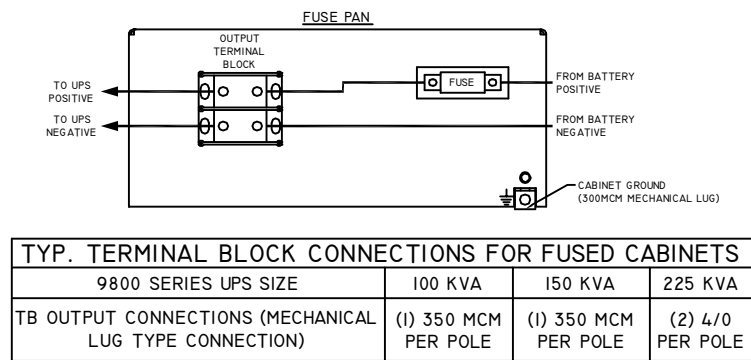 FUSE PAN
OUTPUT
TERMINAL
BLOCK
TO UPS
POSITIVE
FUSE
FROM BATTERY
POSITIVE
TO UPS
NEGATIVE
FROM BATTERY
NEGATIVE
CABINET GROUND
(300MCM MECHANICAL LUG)
TYP. TERMINAL BLOCK CONNECTIONS FOR FUSED CABINETS
9800 SERIES UPS SIZE 100 KVA 150 KVA 225 KVA
TB OUTPUT CONNECTIONS (MECHANICAL
LUG TYPE CONNECTION)
(1) 350 MCM
PER POLE
(1) 350 MCM
PER POLE
(2) 4/0
PER POLE